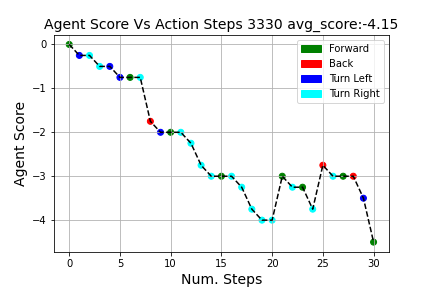 Agent Score Vs Action Steps 3330 avg_score:-4.15
Agent Score
0
−1
−2
−3
−4
Forward
Back
Turn Left
Turn Right
0 5 10 15 20 25 30
Num. Steps